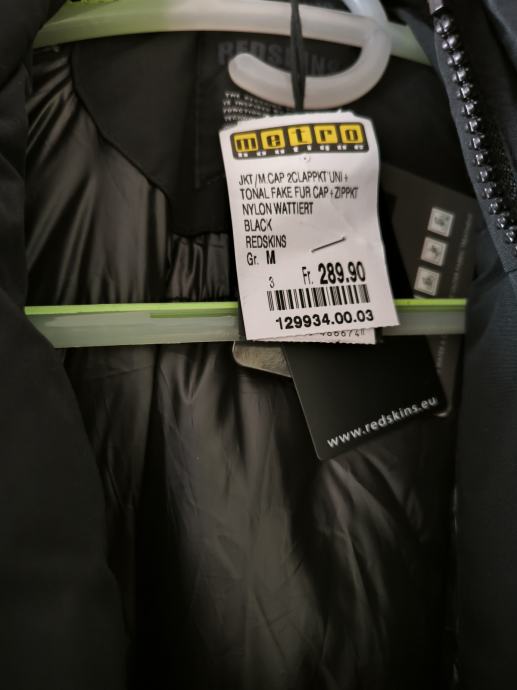 REDSKINS
metro
boutique
JKT/M.CAP 2CLAPPKT UNI+
TONAL FAKE FUR CAP+ZIPPKT
NYLON WATTIERT
BLACK
REDSKINS
Gr. M
3 Fr. 289.90
129934.00.03
www.redskins.eu